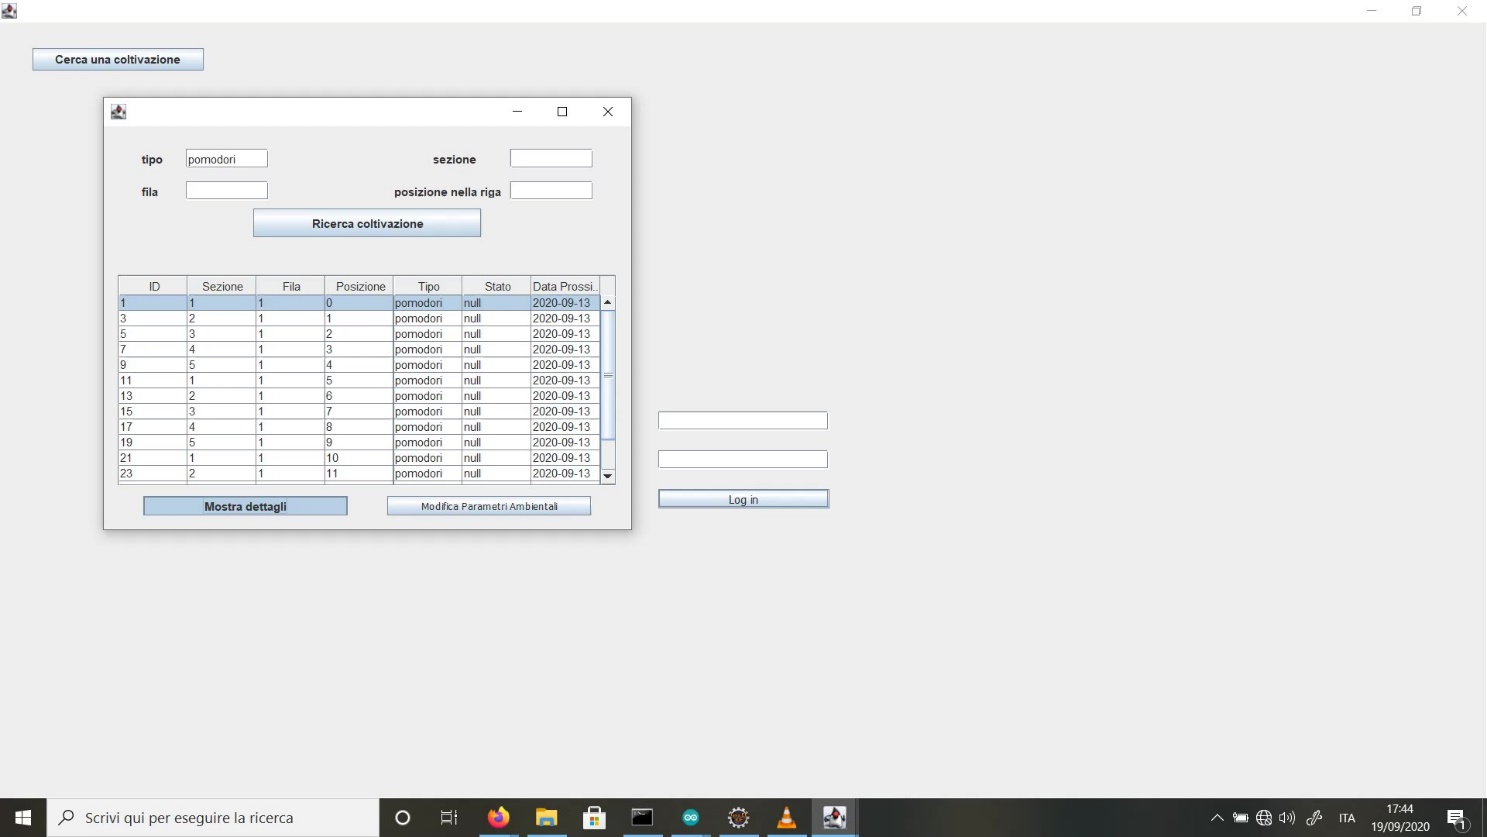 Cerca una coltivazione
tipo pomodori sezione
fila posizione nella riga
Ricerca coltivazione
ID Sezione Fila Posizione Tipo Stato Data Prossi...
1 1 1 0 pomodori null 2020-09-13
3 2 1 1 pomodori null 2020-09-13
5 3 1 2 pomodori null 2020-09-13
7 4 1 3 pomodori null 2020-09-13
9 5 1 4 pomodori null 2020-09-13
11 1 1 5 pomodori null 2020-09-13
13 2 1 6 pomodori null 2020-09-13
15 3 1 7 pomodori null 2020-09-13
17 4 1 8 pomodori null 2020-09-13
19 5 1 9 pomodori null 2020-09-13
21 1 1 10 pomodori null 2020-09-13
23 2 1 11 pomodori null 2020-09-13
Mostra dettagli Modifica Parametri Ambientali
Log in
Scrivi qui per eseguire la ricerca
ITA
17:44
19/09/2020
1